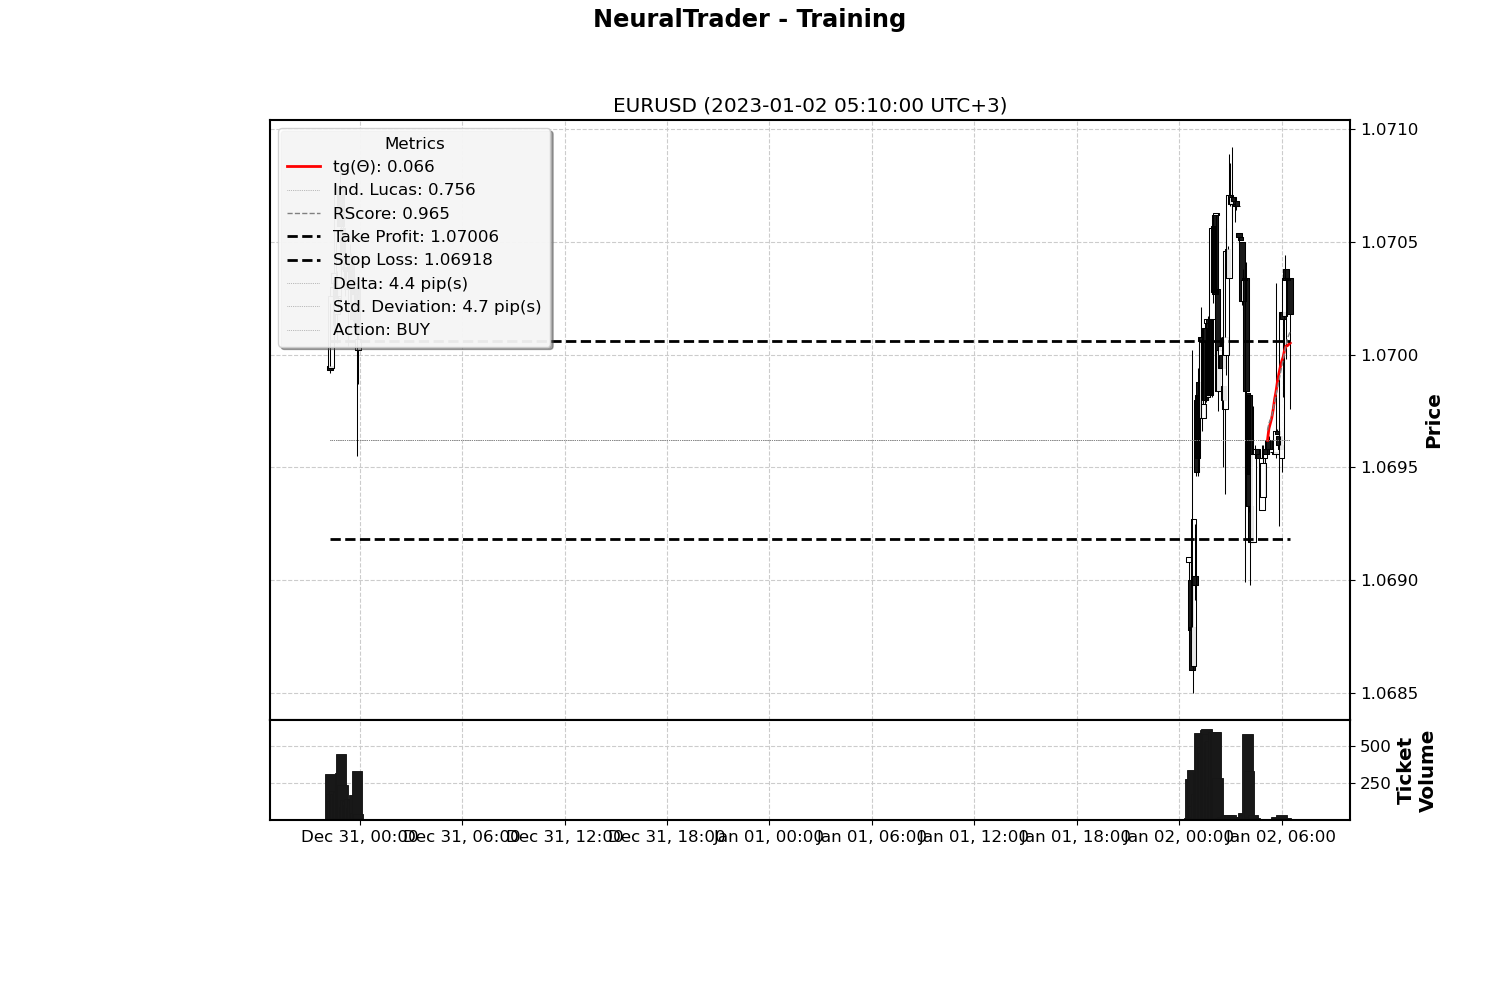 NeuralTrader - Training
EURUSD (2023-01-02 05:10:00 UTC+3)
Metrics
tg(Θ): 0.066
Ind. Lucas: 0.756
RScore: 0.965
Take Profit: 1.07006
Stop Loss: 1.06918
Delta: 4.4 pip(s)
Std. Deviation: 4.7 pip(s)
Action: BUY
1.0710
1.0705
1.0700
1.0695
1.0690
1.0685
Price
500
250
Ticket
Volume
Dec 31, 00:00
Dec 31, 06:00
Dec 31, 12:00
Dec 31, 18:00
Jan 01, 00:00
Jan 01, 06:00
Jan 01, 12:00
Jan 01, 18:00
Jan 02, 00:00
Jan 02, 06:00